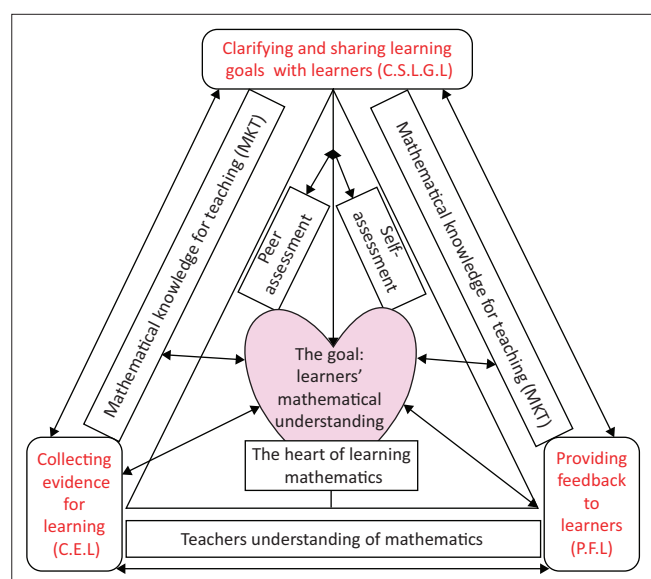 Clarifying and sharing learning
goals with learners (C.S.L.G.L)
Mathematical knowledge for teaching (MKT)
Mathematical knowledge for teaching (MKT)
Peer
assessment
Self-
assessment
The goal:
learners’
mathematical
understanding
The heart of learning
mathematics
Collecting
evidence
for
learning
(C.E.L)
Providing
feedback
to
learners
(P.F.L)
Teachers understanding of mathematics